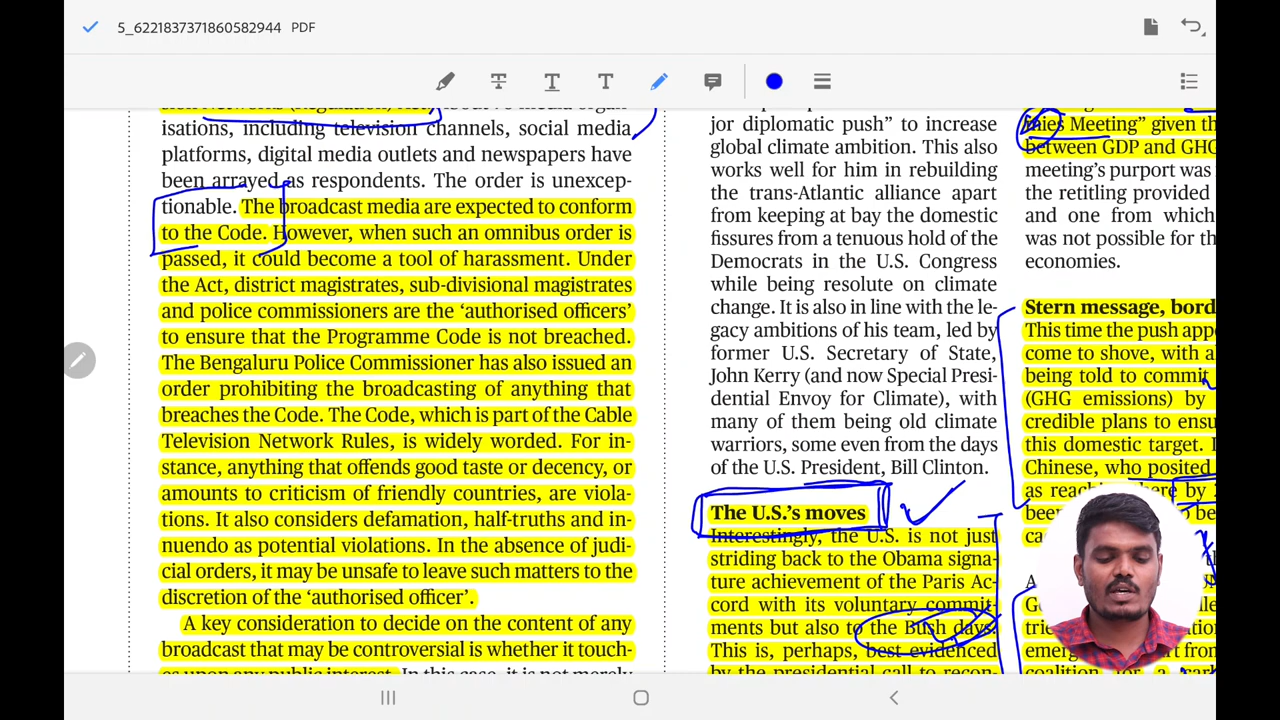 5_6221837371860582944 PDF
isations, including television channels, social media
platforms, digital media outlets and newspapers have
been arrayed as respondents. The order is unexcep-
tionable. The broadcast media are expected to conform
to the Code. However, when such an omnibus order is
passed, it could become a tool of harassment. Under
the Act, district magistrates, sub-divisional magistrates
and police commissioners are the ‘authorised officers’
to ensure that the Programme Code is not breached.
The Bengaluru Police Commissioner has also issued an
order prohibiting the broadcasting of anything that
breaches the Code. The Code, which is part of the Cable
Television Network Rules, is widely worded. For in-
stance, anything that offends good taste or decency, or
amounts to criticism of friendly countries, are viola-
tions. It also considers defamation, half-truths and in-
nuendo as potential violations. In the absence of judi-
cial orders, it may be unsafe to leave such matters to the
discretion of the ‘authorised officer’.
A key consideration to decide on the content of any
broadcast that may be controversial is whether it touch-
jor diplomatic push” to increase
global climate ambition. This also
works well for him in rebuilding
the trans-Atlantic alliance apart
from keeping at bay the domestic
fissures from a tenuous hold of the
Democrats in the U.S. Congress
while being resolute on climate
change. It is also in line with the le-
gacy ambitions of his team, led by
former U.S. Secretary of State,
John Kerry (and now Special Presi-
dential Envoy for Climate), with
many of them being old climate
warriors, some even from the days
of the U.S. President, Bill Clinton.
The U.S.’s moves
Interestingly, the U.S. is not just
striding back to the Obama signa-
ture achievement of the Paris Ac-
cord with its voluntary commit-
ments but also to the Bush days.
This is, perhaps, best evidenced
by the presidential call to recon-
Meeting” given th
between GDP and GHG
meeting’s purport was
the retitling provided
and one from which
was not possible for th
economies.
Stern message, bord
This time the push app
come to shove, with a
being told to commit
(GHG emissions) by
credible plans to ensu
this domestic target. I
Chinese, who posited
as reac here by 2
been